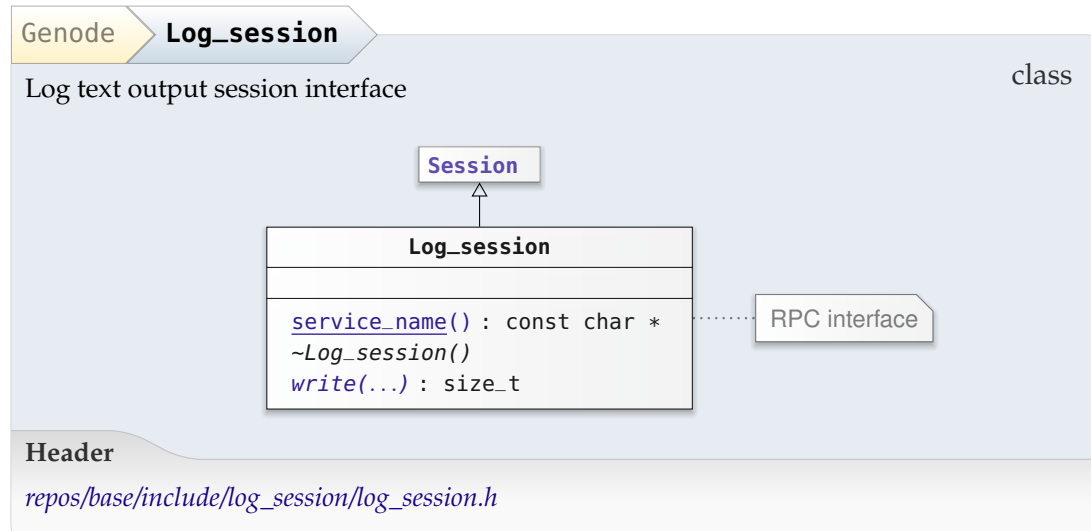 Genode Log_session
class
Log text output session interface
Session
Log_session
service_name() : const char *
~Log_session()
write(...) : size_t
RPC interface
Header
repos/base/include/log_session/log_session.h